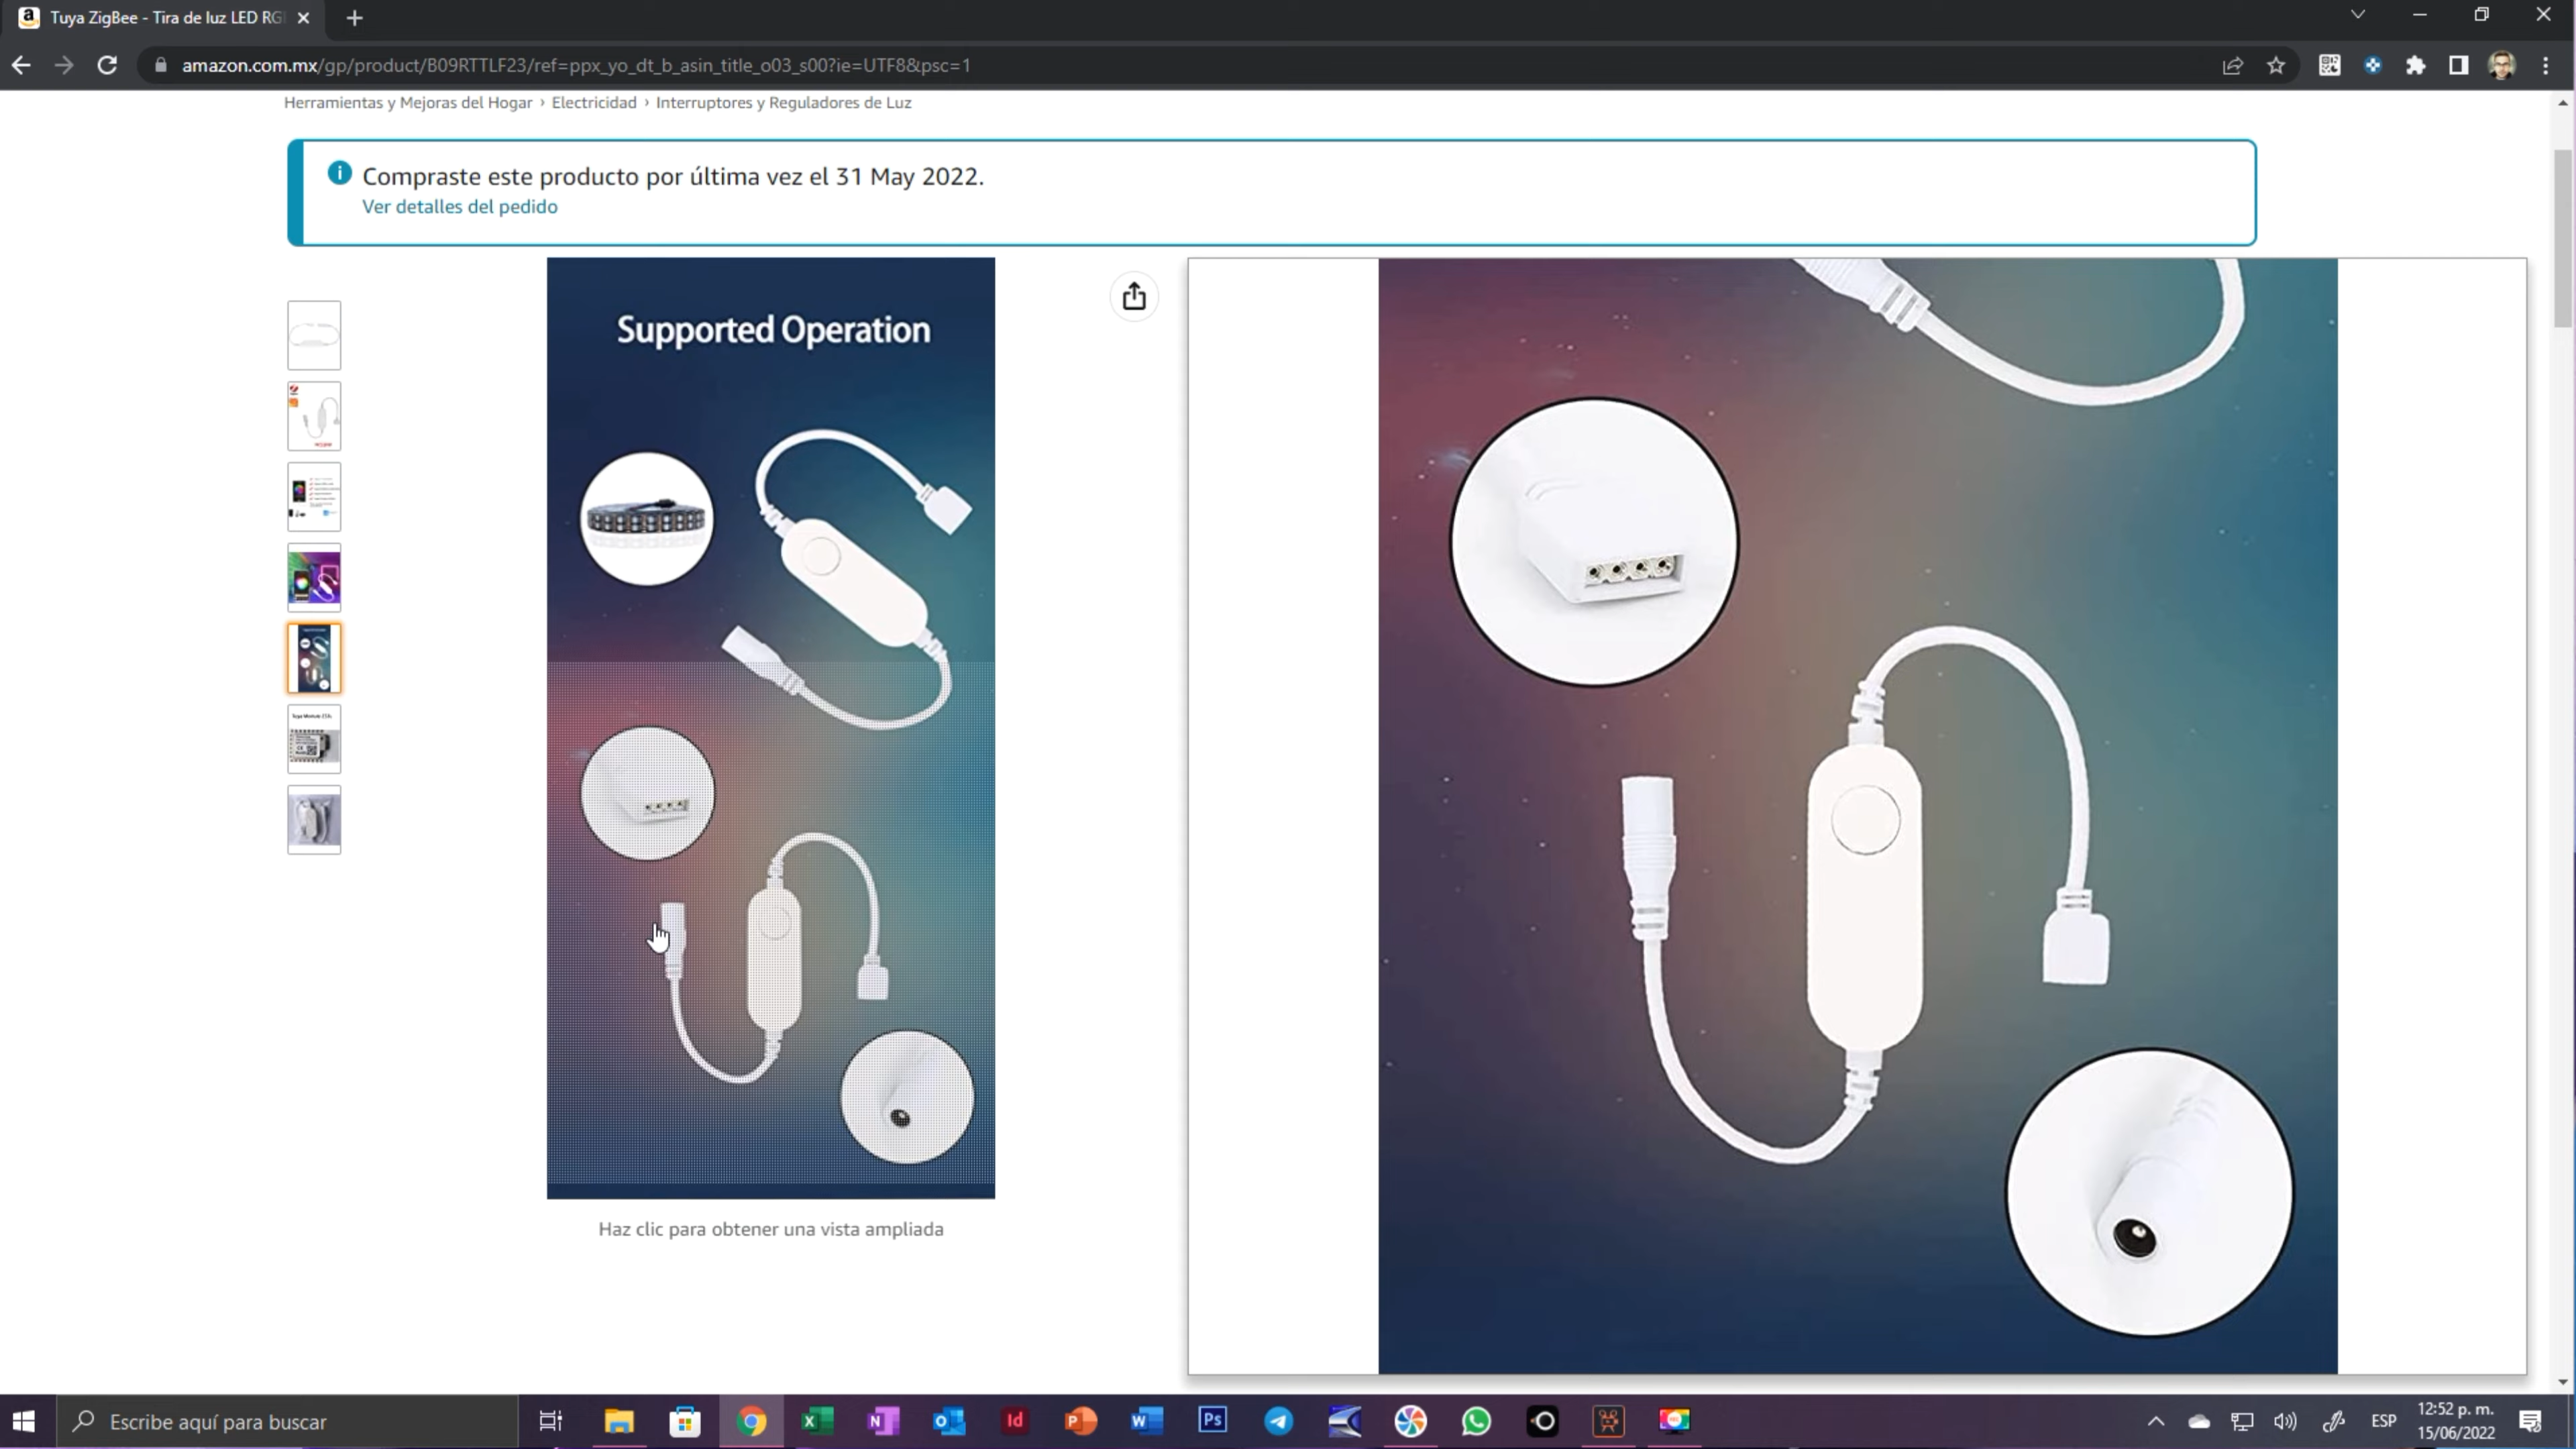 Tuya ZigBee - Tira de luz LED RG
amazon.com.mx/gp/product/B09RTTLF23/ref=ppx_yo_dt_b_asin_title_o03_s00?ie=UTF8&psc=1
Herramientas y Mejoras del Hogar › Electricidad › Interruptores y Reguladores de Luz
Compraste este producto por última vez el 31 May 2022.
Ver detalles del pedido
Supported Operation
Haz clic para obtener una vista ampliada
Escribe aquí para buscar
ESP
12:52 p. m.
15/06/2022